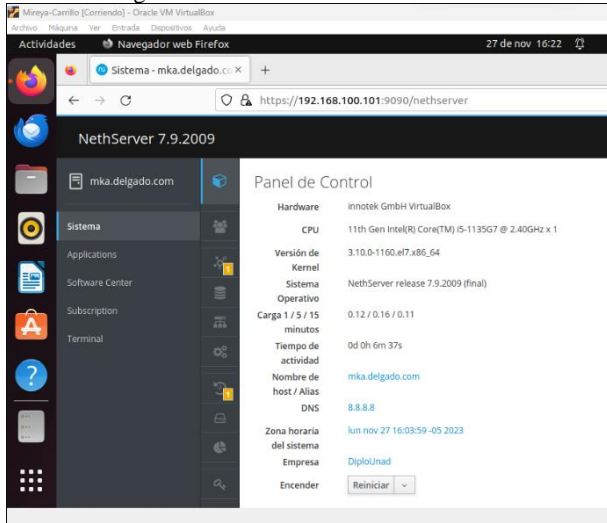 Mireya-Carrillo [Corriendo] - Oracle VM VirtualBox
Archivo Máquina Ver Entrada Dispositivos Ayuda
Actividades Navegador web Firefox 27 de nov 16:22
Sistema - mka.delgado.co × +
https://192.168.100.101:9090/nethserver
NethServer 7.9.2009
mka.delgado.com
Sistema
Applications
Software Center
Subscription
Terminal
1
1
Panel de Control
Hardware innotek GmbH VirtualBox
CPU 11th Gen Intel(R) Core(TM) i5-1135G7 @ 2.40GHz x 1
Versión de Kernel 3.10.0-1160.el7.x86_64
Sistema Operativo NethServer release 7.9.2009 (final)
Carga 1 / 5 / 15 minutos 0.12 / 0.16 / 0.11
Tiempo de actividad 0d 0h 6m 37s
Nombre de host / Alias mka.delgado.com
DNS 8.8.8.8
Zona horaria del sistema lun nov 27 16:03:59 -05 2023
Empresa DiploUnad
Encender Reiniciar